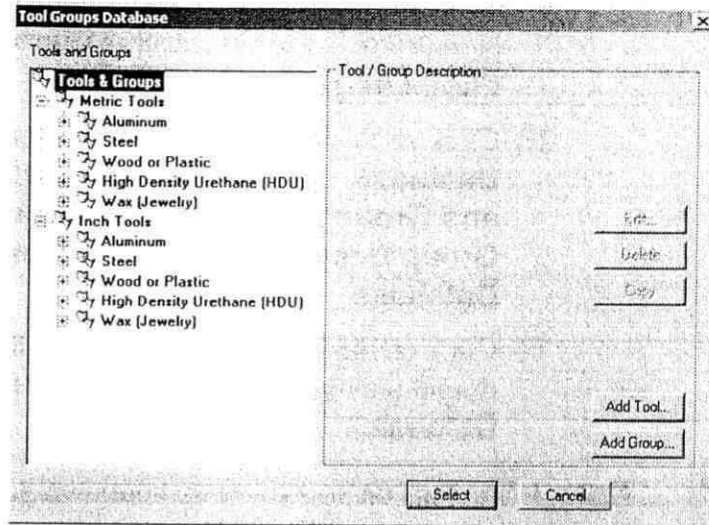 Tool Groups Database
Tools and Groups
Tools & Groups
Metric Tools
Aluminum
Steel
Wood or Plastic
High Density Urethane (HDU)
Wax (Jewelry)
Inch Tools
Aluminum
Steel
Wood or Plastic
High Density Urethane (HDU)
Wax (Jewelry)
Tool / Group Description
Edit...
Delete
Copy
Add Tool...
Add Group...
Select
Cancel